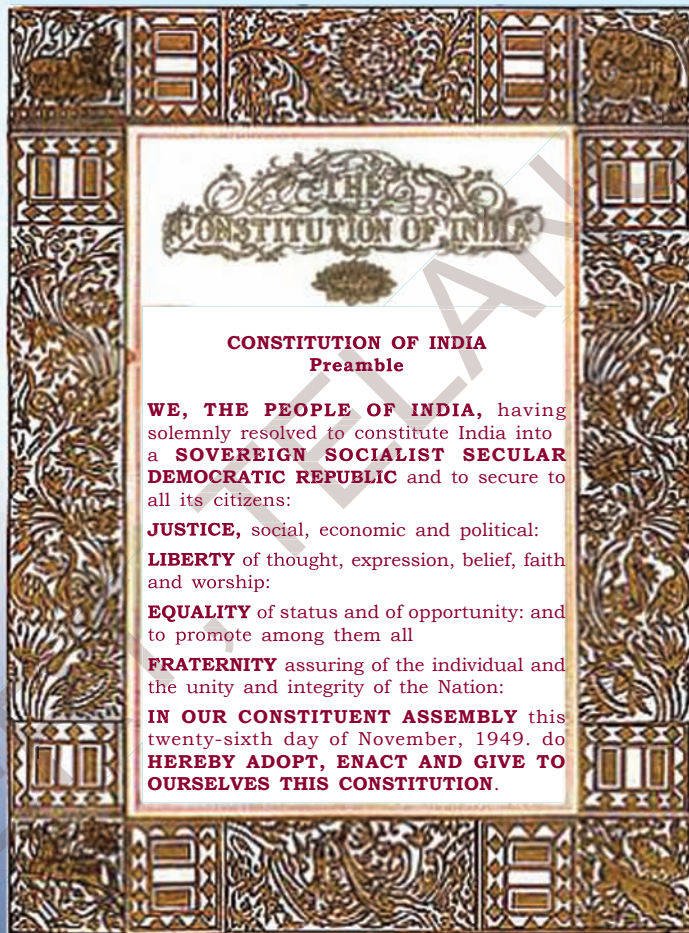 THE
CONSTITUTION OF INDIA
CONSTITUTION OF INDIA
Preamble
WE, THE PEOPLE OF INDIA, having
solemnly resolved to constitute India into
a SOVEREIGN SOCIALIST SECULAR
DEMOCRATIC REPUBLIC and to secure to
all its citizens:
JUSTICE, social, economic and political:
LIBERTY of thought, expression, belief, faith
and worship:
EQUALITY of status and of opportunity: and
to promote among them all
FRATERNITY assuring of the individual and
the unity and integrity of the Nation:
IN OUR CONSTITUENT ASSEMBLY this
twenty-sixth day of November, 1949. do
HEREBY ADOPT, ENACT AND GIVE TO
OURSELVES THIS CONSTITUTION.